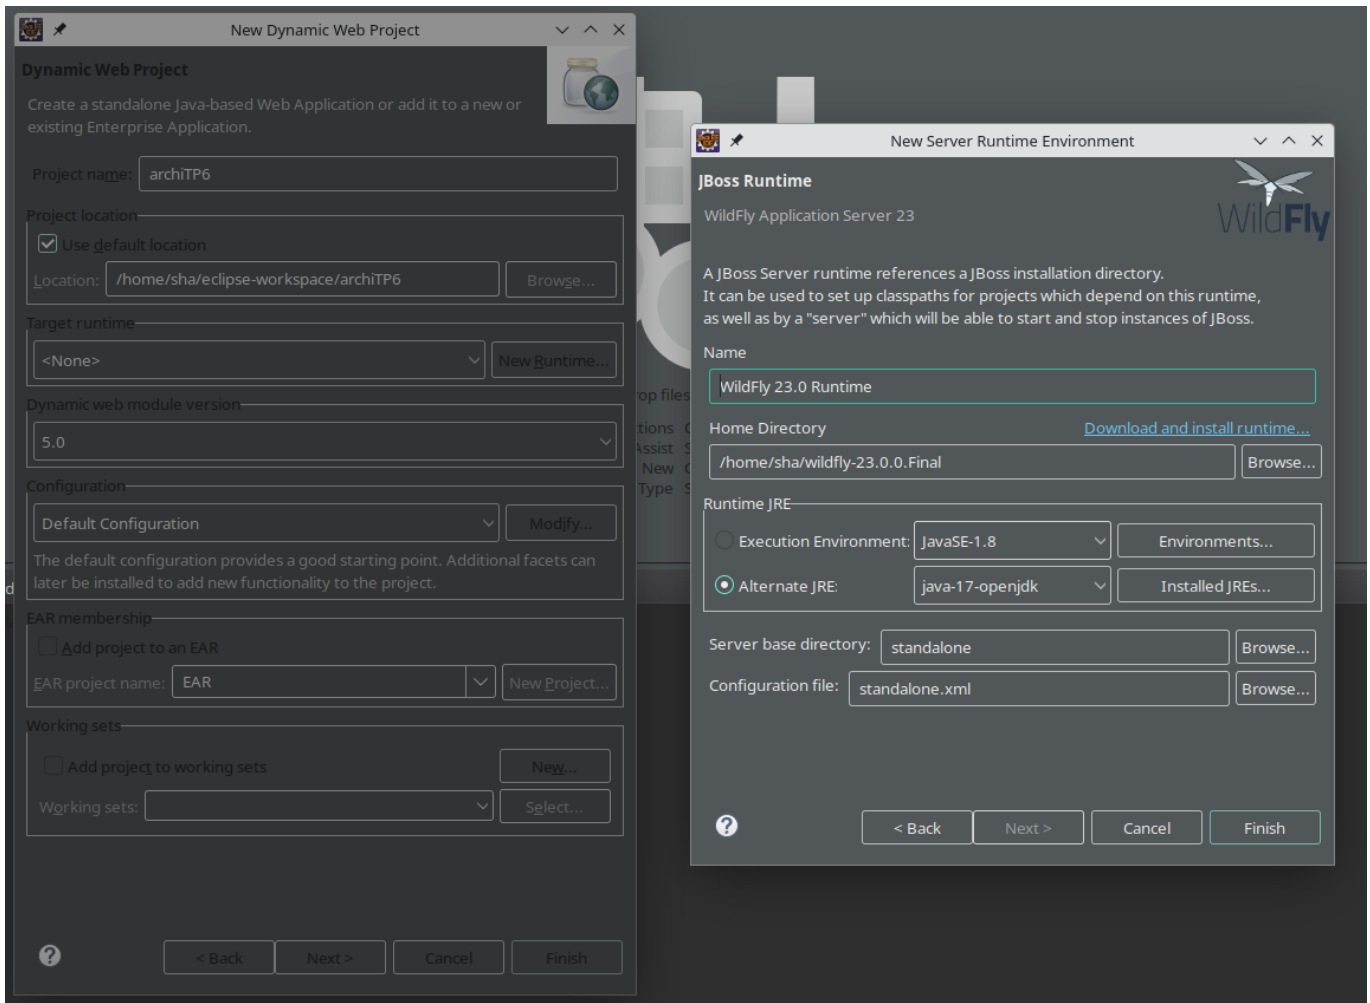 New Dynamic Web Project
Dynamic Web Project
Create a standalone Java-based Web Application or add it to a new or
existing Enterprise Application.
Project name: archiTP6
Project location
Use default location
Location: /home/sha/eclipse-workspace/archiTP6 Browse...
Target runtime
<None> New Runtime...
Dynamic web module version
5.0
Configuration
Default Configuration Modify...
The default configuration provides a good starting point. Additional facets can
later be installed to add new functionality to the project.
EAR membership
Add project to an EAR
EAR project name: EAR New Project...
Working sets
Add project to working sets New...
Working sets: Select...
< Back Next > Cancel Finish
op files
tions
Assist
New
Type
New Server Runtime Environment
JBoss Runtime
WildFly Application Server 23
WildFly
A JBoss Server runtime references a JBoss installation directory.
It can be used to set up classpaths for projects which depend on this runtime,
as well as by a "server" which will be able to start and stop instances of JBoss.
Name
WildFly 23.0 Runtime
Home Directory Download and install runtime...
/home/sha/wildfly-23.0.0.Final Browse...
Runtime JRE
Execution Environment: JavaSE-1.8 Environments...
Alternate JRE: java-17-openjdk Installed JREs...
Server base directory: standalone Browse...
Configuration file: standalone.xml Browse...
? < Back Next > Cancel Finish